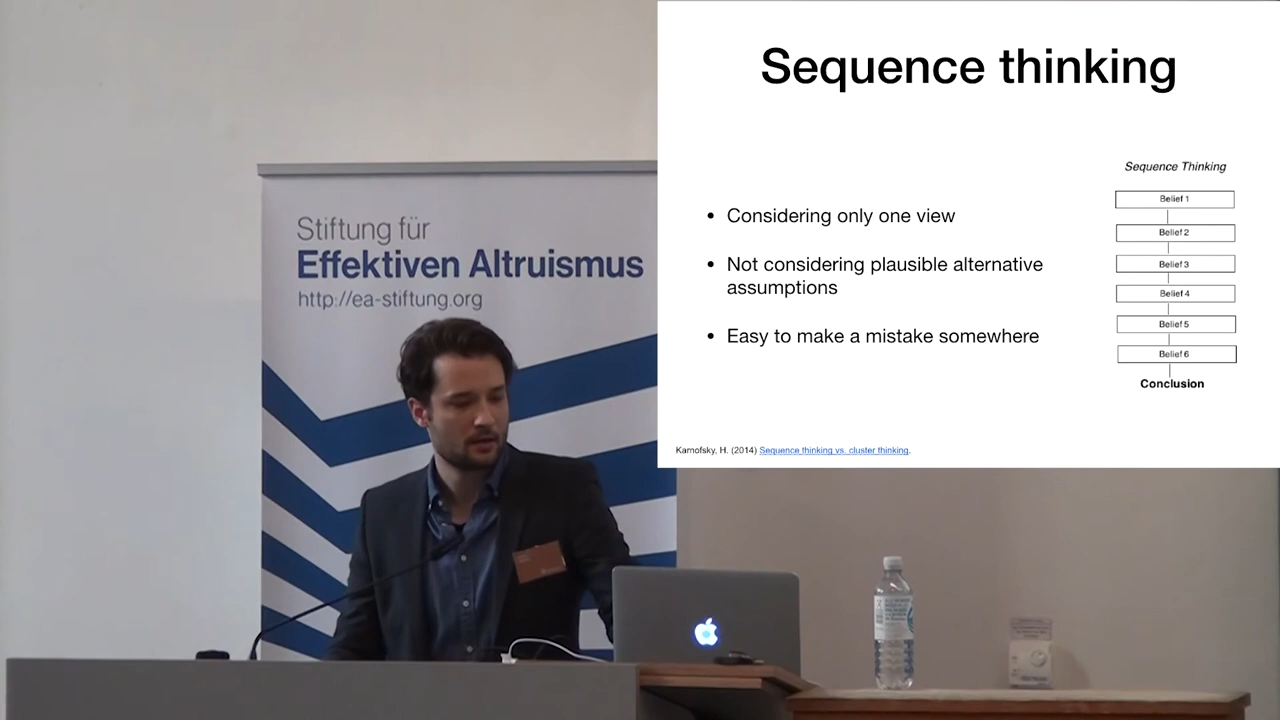 Sequence thinking
Sequence Thinking
• Considering only one view
• Not considering plausible alternative
assumptions
• Easy to make a mistake somewhere
Belief 1
Belief 2
Belief 3
Belief 4
Belief 5
Belief 6
Conclusion
Karnofsky, H. (2014) Sequence thinking vs. cluster thinking.
Stiftung für
Effektiven Altruismus
http://ea-stiftung.org